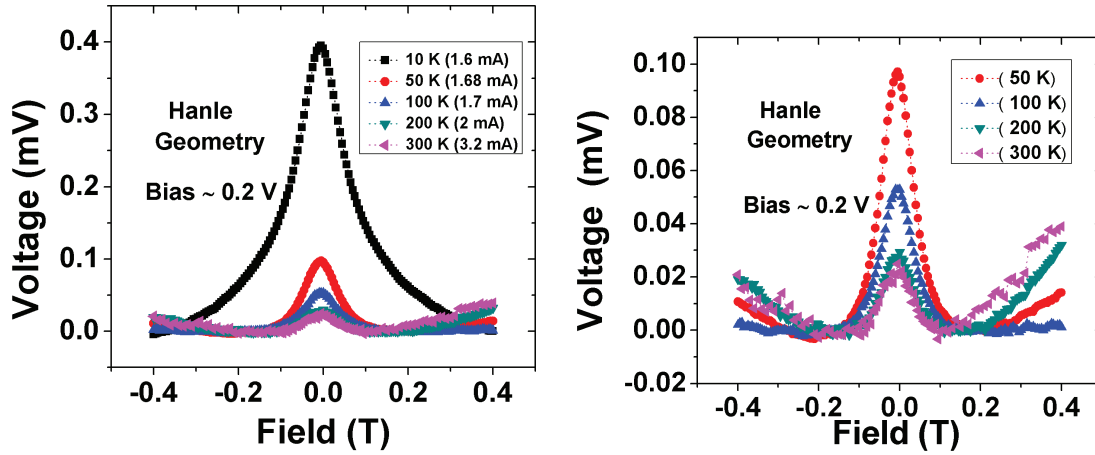 0.4
0.3
0.2
0.1
0.0
Voltage (mV)
Hanle
Geometry
Bias ~ 0.2 V
10 K (1.6 mA)
50 K (1.68 mA)
100 K (1.7 mA)
200 K (2 mA)
300 K (3.2 mA)
-0.4 -0.2 0.0 0.2 0.4
Field (T)
0.10
0.08
0.06
0.04
0.02
0.00
-0.02
Voltage (mV)
Hanle
Geometry
Bias ~ 0.2 V
( 50 K)
( 100 K)
( 200 K)
( 300 K)
-0.4 -0.2 0.0 0.2 0.4
Field (T)